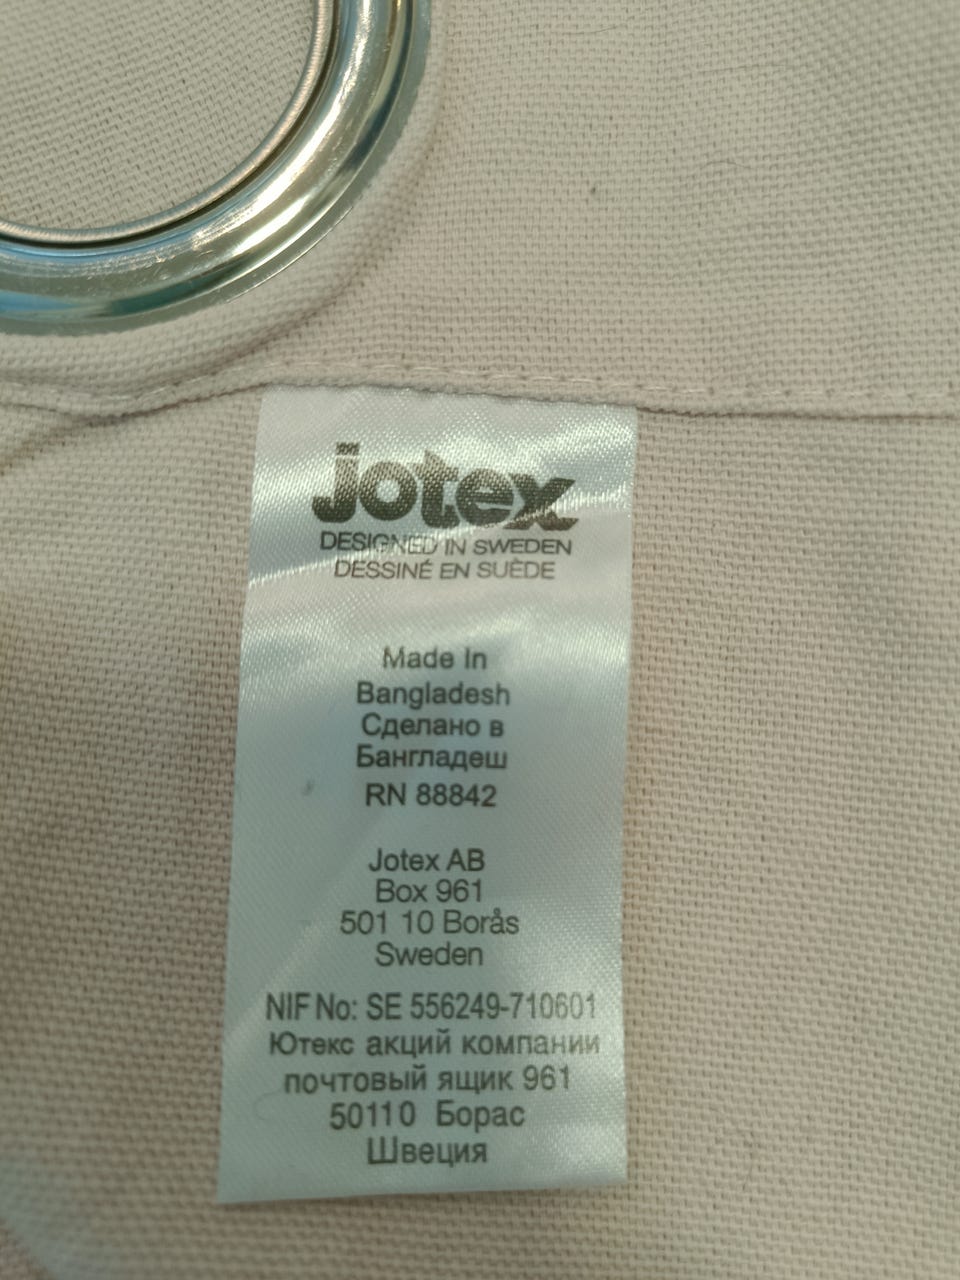 jotex
DESIGNED IN SWEDEN
DESSINÉ EN SUÈDE
Made In
Bangladesh
Сделано в
Бангладеш
RN 88842
Jotex AB
Box 961
501 10 Borås
Sweden
NIF No: SE 556249-710601
Ютекс акций компании
почтовый ящик 961
50110 Борас
Швеция